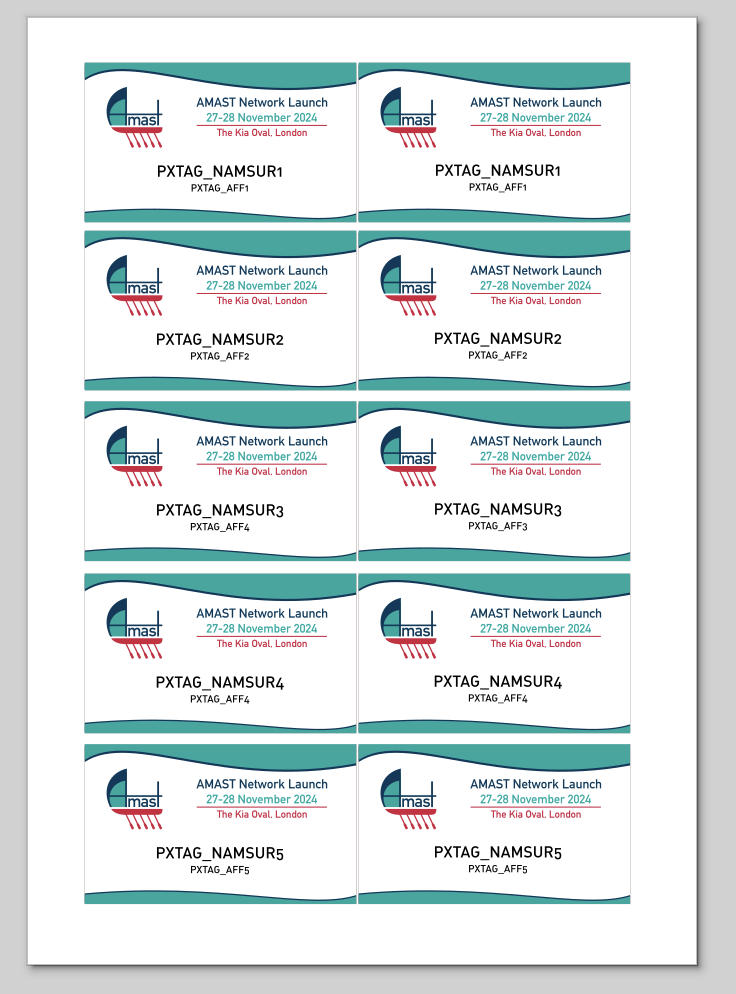 mast
AMAST Network Launch
27-28 November 2024
The Kia Oval, London
PXTAG_NAMSUR1
PXTAG_AFF1
mast
AMAST Network Launch
27-28 November 2024
The Kia Oval, London
PXTAG_NAMSUR1
PXTAG_AFF1
mast
AMAST Network Launch
27-28 November 2024
The Kia Oval, London
PXTAG_NAMSUR2
PXTAG_AFF2
mast
AMAST Network Launch
27-28 November 2024
The Kia Oval, London
PXTAG_NAMSUR2
PXTAG_AFF2
mast
AMAST Network Launch
27-28 November 2024
The Kia Oval, London
PXTAG_NAMSUR3
PXTAG_AFF4
mast
AMAST Network Launch
27-28 November 2024
The Kia Oval, London
PXTAG_NAMSUR3
PXTAG_AFF3
mast
AMAST Network Launch
27-28 November 2024
The Kia Oval, London
PXTAG_NAMSUR4
PXTAG_AFF4
mast
AMAST Network Launch
27-28 November 2024
The Kia Oval, London
PXTAG_NAMSUR4
PXTAG_AFF4
mast
AMAST Network Launch
27-28 November 2024
The Kia Oval, London
PXTAG_NAMSUR5
PXTAG_AFF5
mast
AMAST Network Launch
27-28 November 2024
The Kia Oval, London
PXTAG_NAMSUR5
PXTAG_AFF5